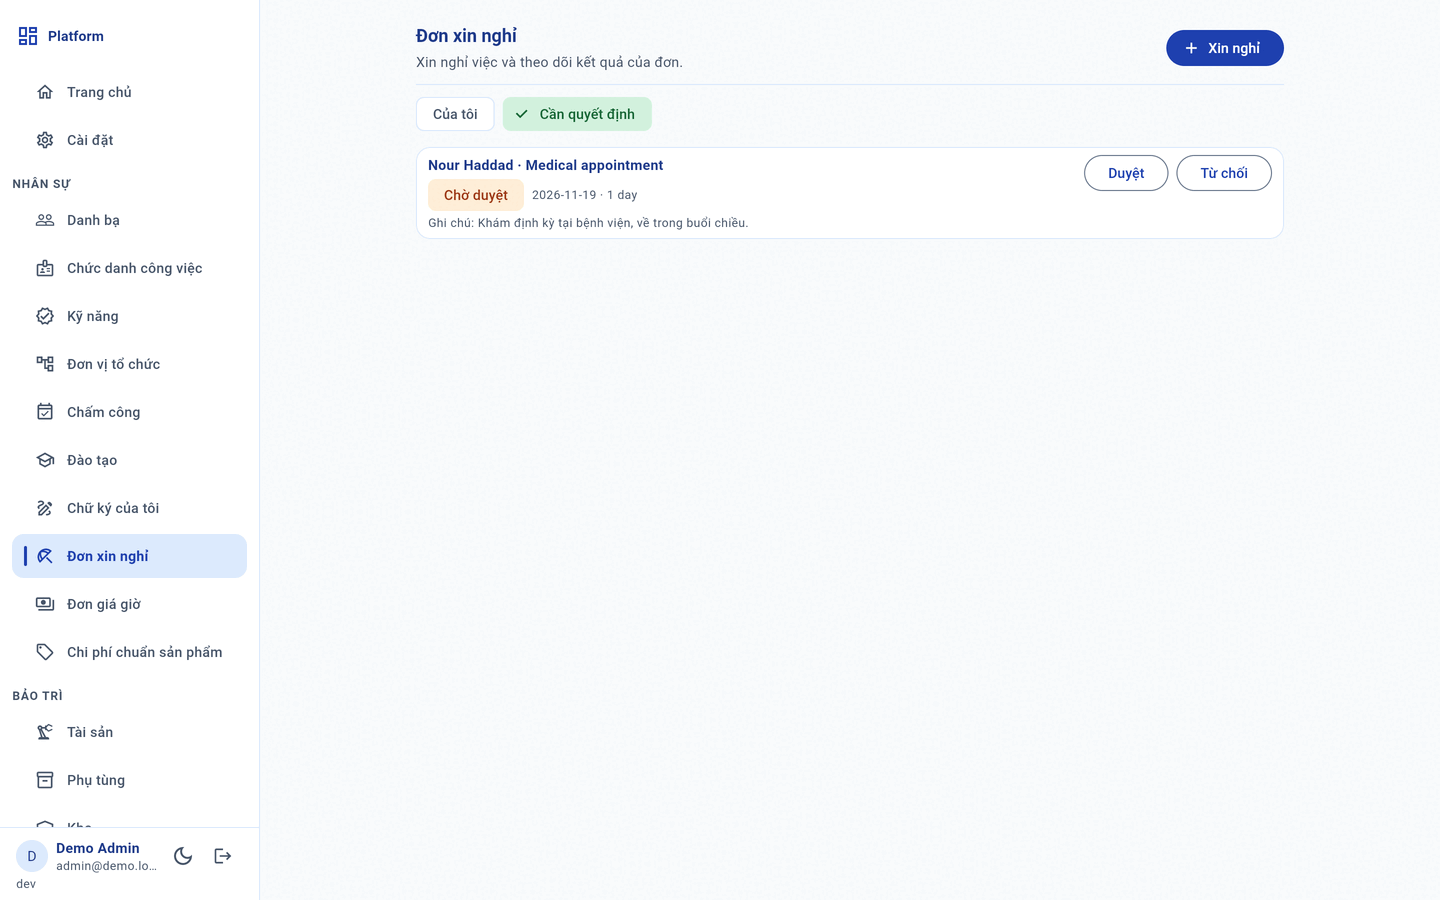 Platform
Trang chủ
Cài đặt
NHÂN SỰ
Danh bạ
Chức danh công việc
Kỹ năng
Đơn vị tổ chức
Chấm công
Đào tạo
Chữ ký của tôi
Đơn xin nghỉ
Đơn giá giờ
Chi phí chuẩn sản phẩm
BẢO TRÌ
Tài sản
Phụ tùng
D
Demo Admin
admin@demo.lo...
dev
Đơn xin nghỉ
Xin nghỉ việc và theo dõi kết quả của đơn.
Xin nghỉ
Của tôi
Cần quyết định
Nour Haddad · Medical appointment
Chờ duyệt
2026-11-19 · 1 day
Ghi chú: Khám định kỳ tại bệnh viện, về trong buổi chiều.
Duyệt
Từ chối